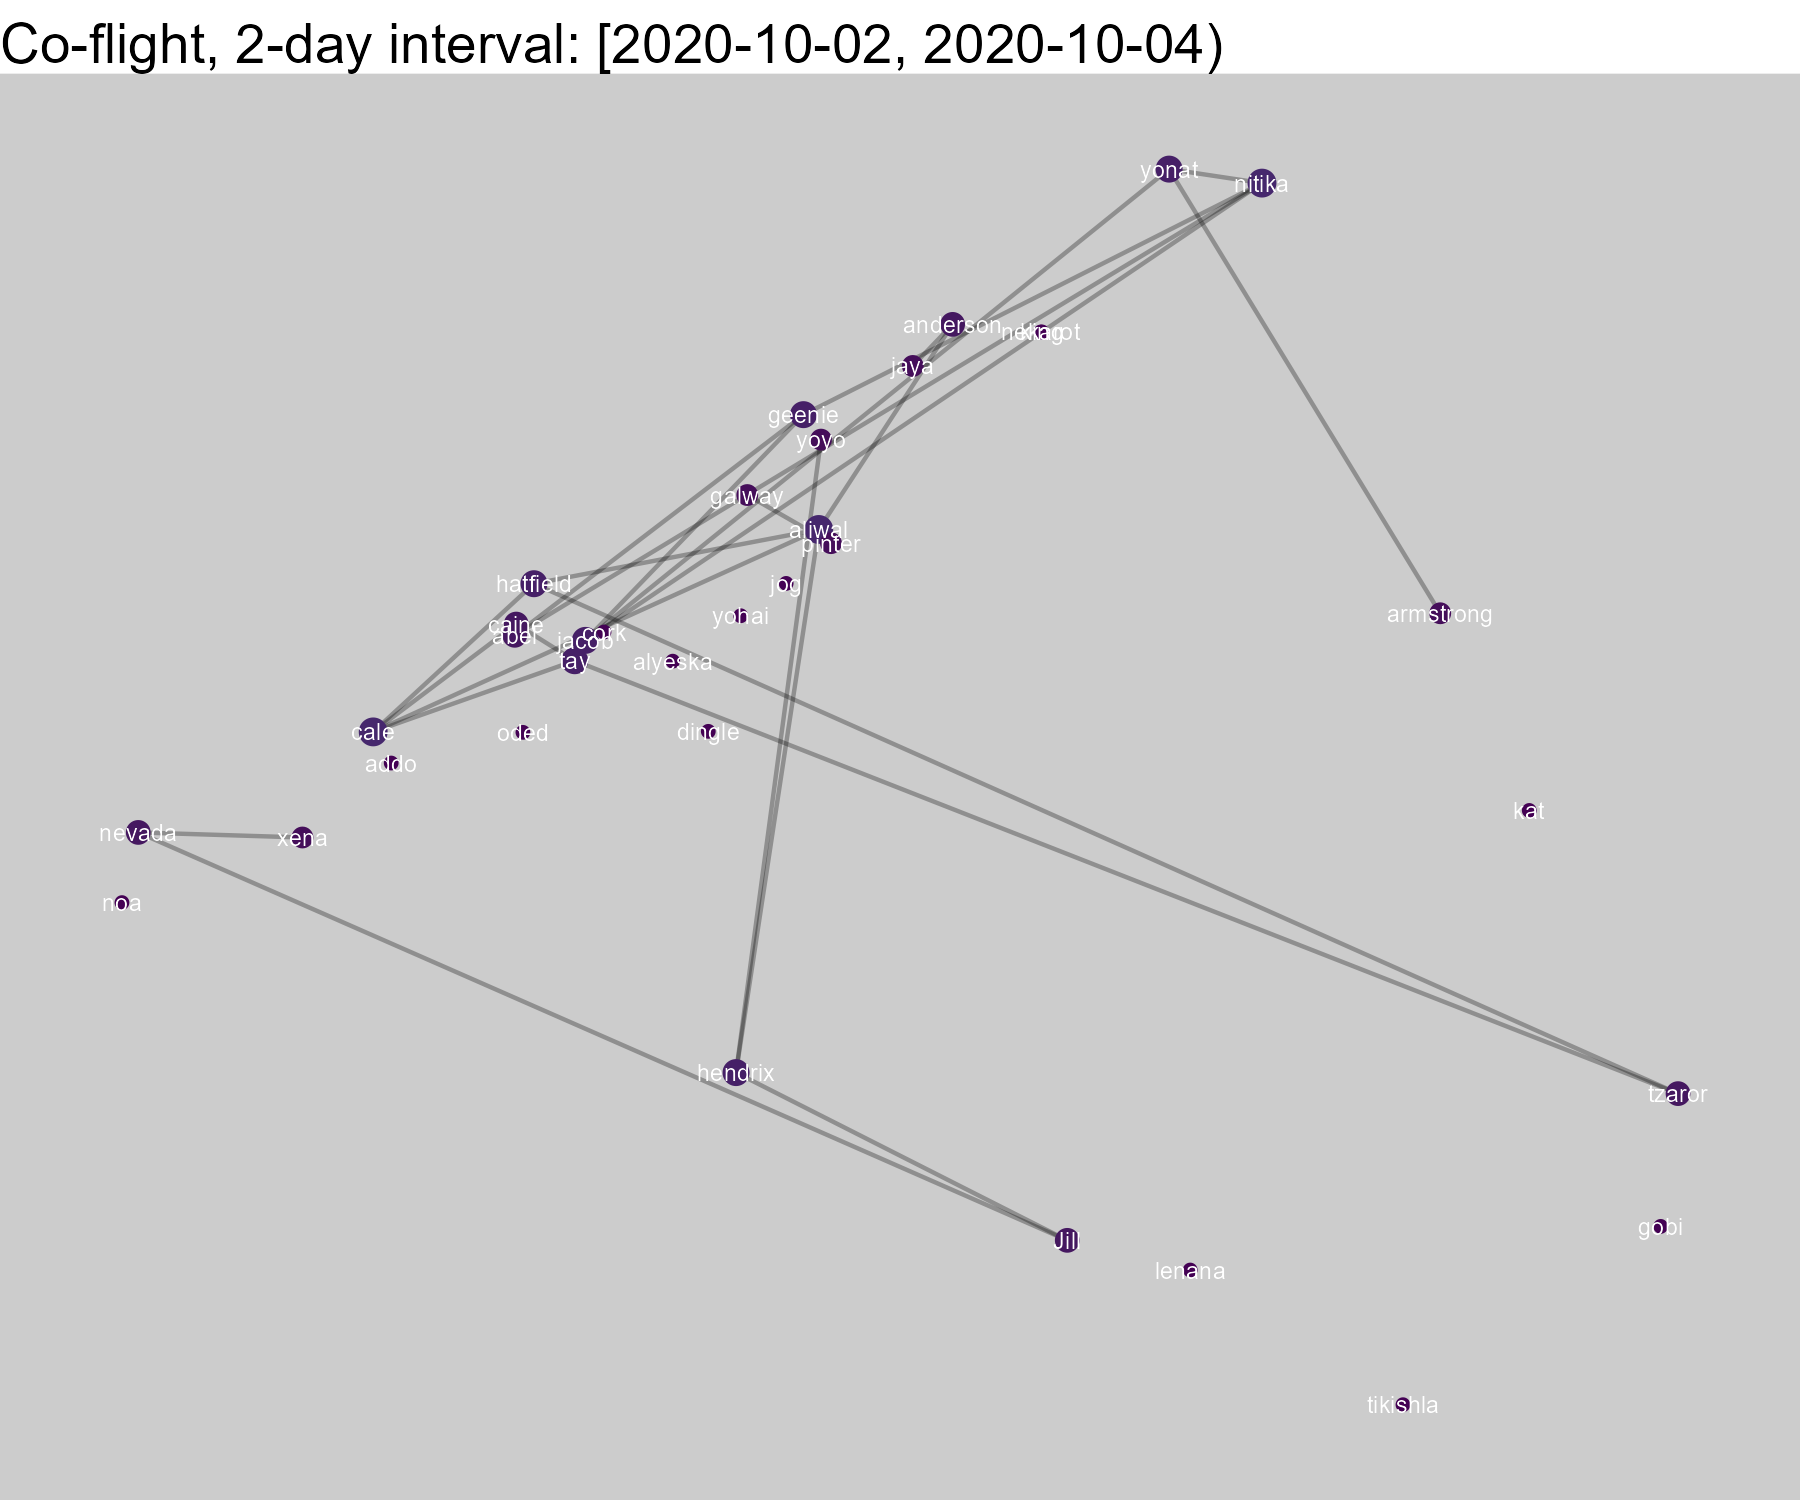 Co-flight, 2-day interval: [2020-10-02, 2020-10-04)
yonat
nitika
anderson
jaya
geenie
yoyo
galway
aliwal
pinter
hatfield
jog
caine
abel
yohai
armstrong
jacob
cork
tay
alyeska
cale
oded
dingle
addo
kat
nevada
xena
noa
hendrix
tzaror
gobi
Jill
lenana
tikishla